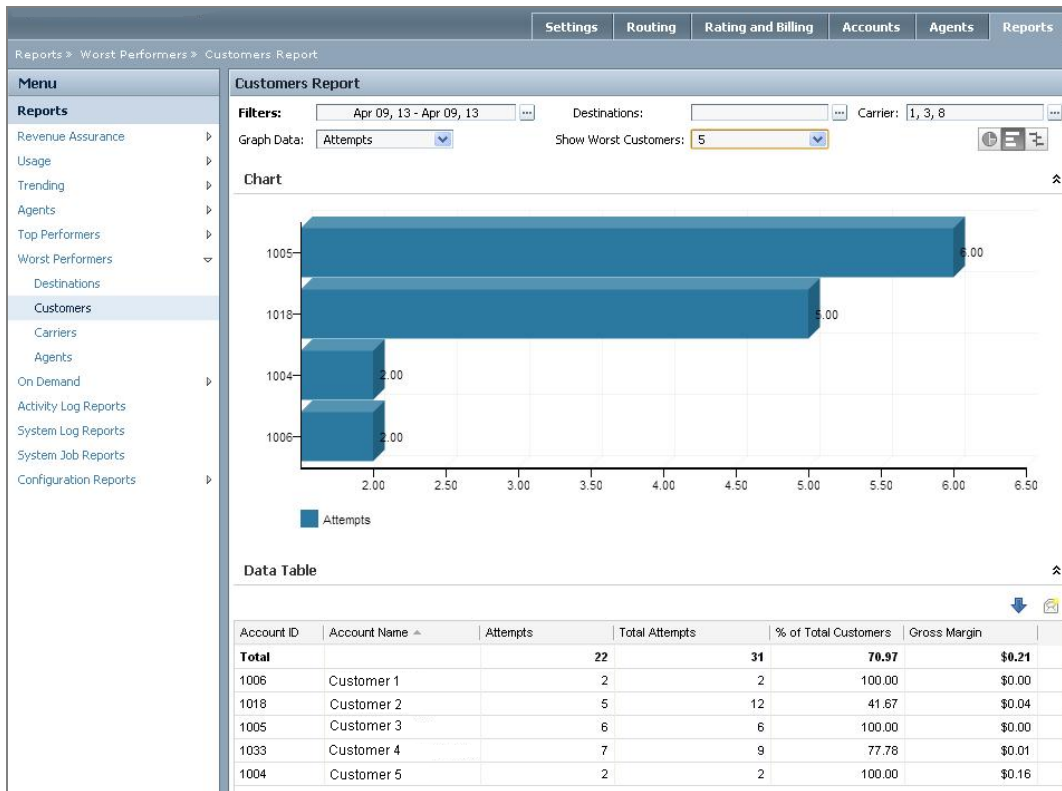 Settings Routing Rating and Billing Accounts Agents Reports
Reports » Worst Performers » Customers Report
Menu
Reports
Revenue Assurance
Usage
Trending
Agents
Top Performers
Worst Performers
Destinations
Customers
Carriers
Agents
On Demand
Activity Log Reports
System Log Reports
System Job Reports
Configuration Reports
Customers Report
Filters: Apr 09, 13 - Apr 09, 13 ... Destinations: ... Carrier: 1, 3, 8 ...
Graph Data: Attempts Show Worst Customers: 5
Chart
1005 6.00
1018 5.00
1004 2.00
1006 2.00
2.00 2.50 3.00 3.50 4.00 4.50 5.00 5.50 6.00 6.50
Attempts
Data Table
Account ID Account Name Attempts Total Attempts % of Total Customers Gross Margin
Total 22 31 70.97 $0.21
1006 Customer 1 2 2 100.00 $0.00
1018 Customer 2 5 12 41.67 $0.04
1005 Customer 3 6 6 100.00 $0.00
1033 Customer 4 7 9 77.78 $0.01
1004 Customer 5 2 2 100.00 $0.16